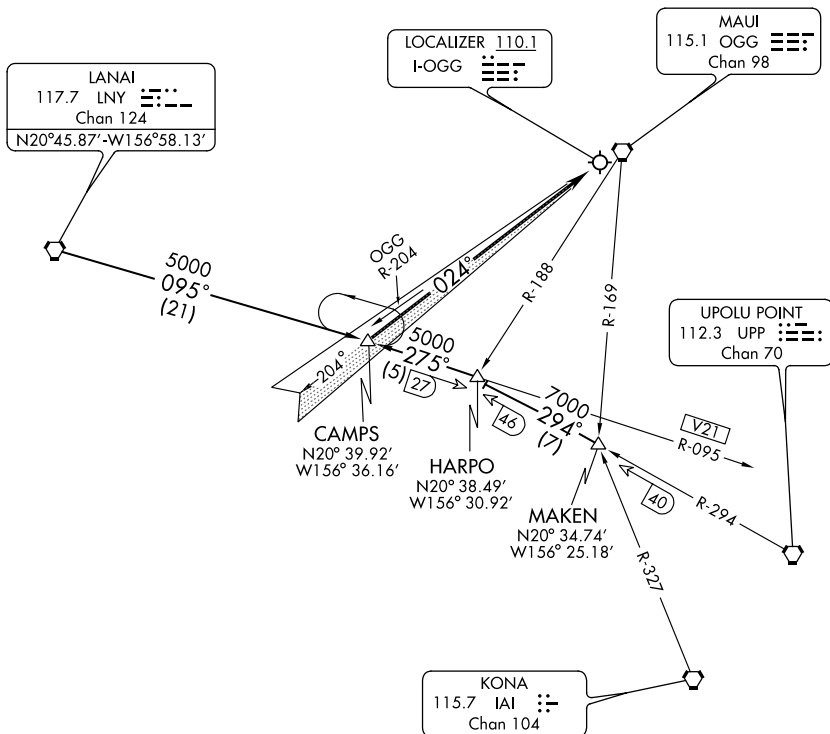 MAUI
115.1 OGG
Chan 98
LOCALIZER 110.1
I-OGG
LANAI
117.7 LNY
Chan 124
N20°45.87'-W156°58.13'
5000
095°
(21)
OGG
R-204
024°
204°
R-188
R-169
5000
275°
(5)
27
7000
294°
(7)
46
V21
R-095
40
R-294
R-327
UPOLU POINT
112.3 UPP
Chan 70
CAMPS
N20° 39.92'
W156° 36.16'
HARPO
N20° 38.49'
W156° 30.92'
MAKEN
N20° 34.74'
W156° 25.18'
KONA
115.7 IAI
Chan 104